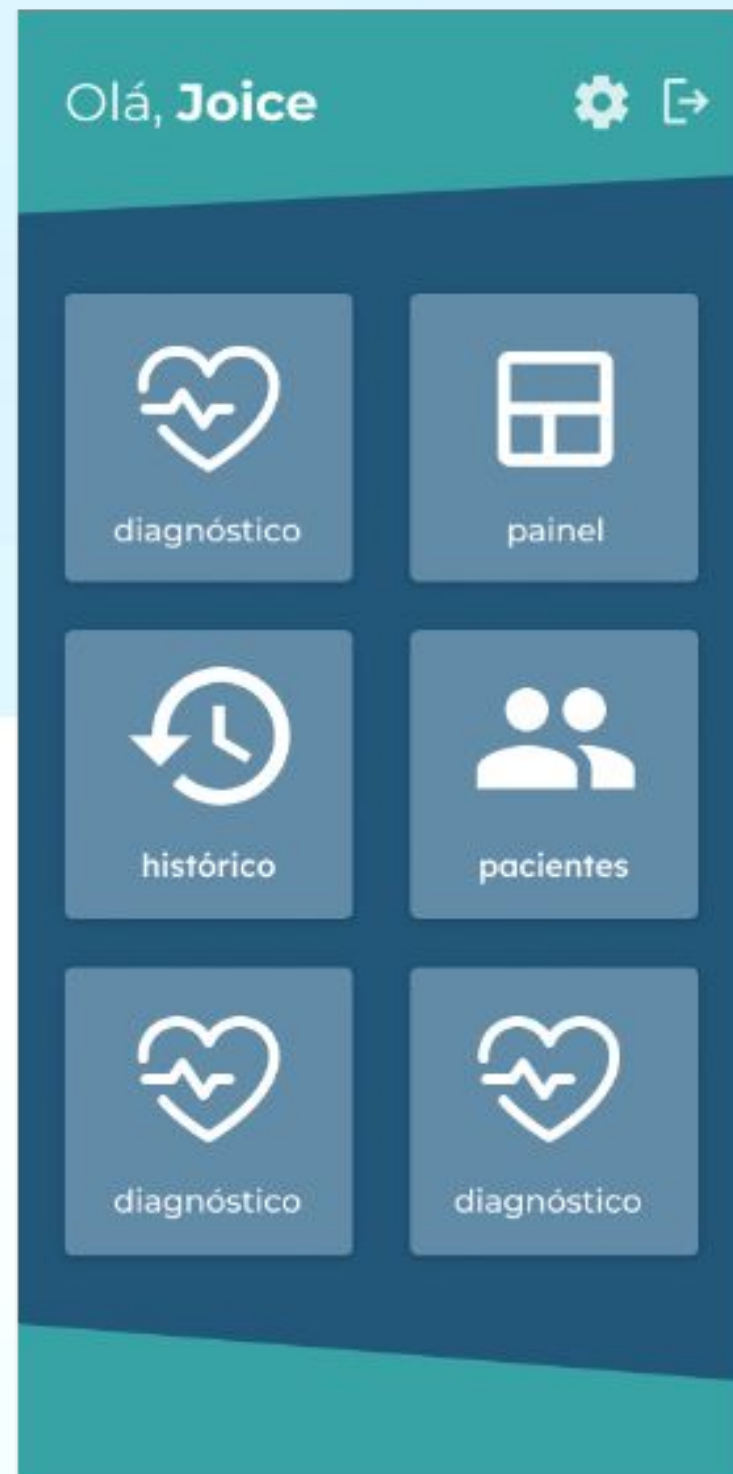 Olá, Joice
diagnóstico
painel
histórico
pacientes
diagnóstico
diagnóstico